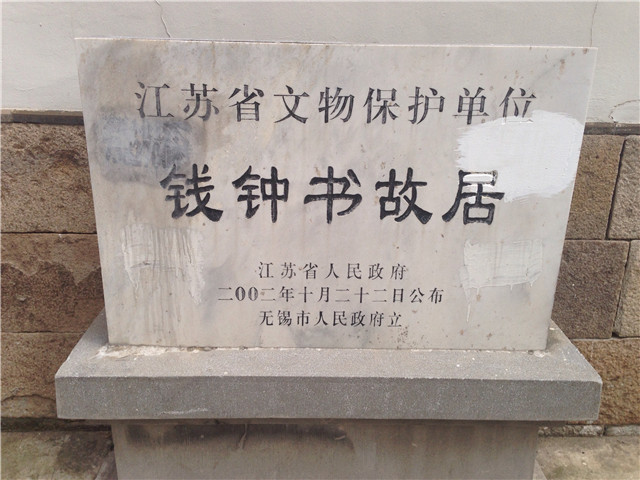 江苏省文物保护单位
钱钟书故居
江苏省人民政府
二〇〇二年十月二十二日公布
无锡市人民政府立